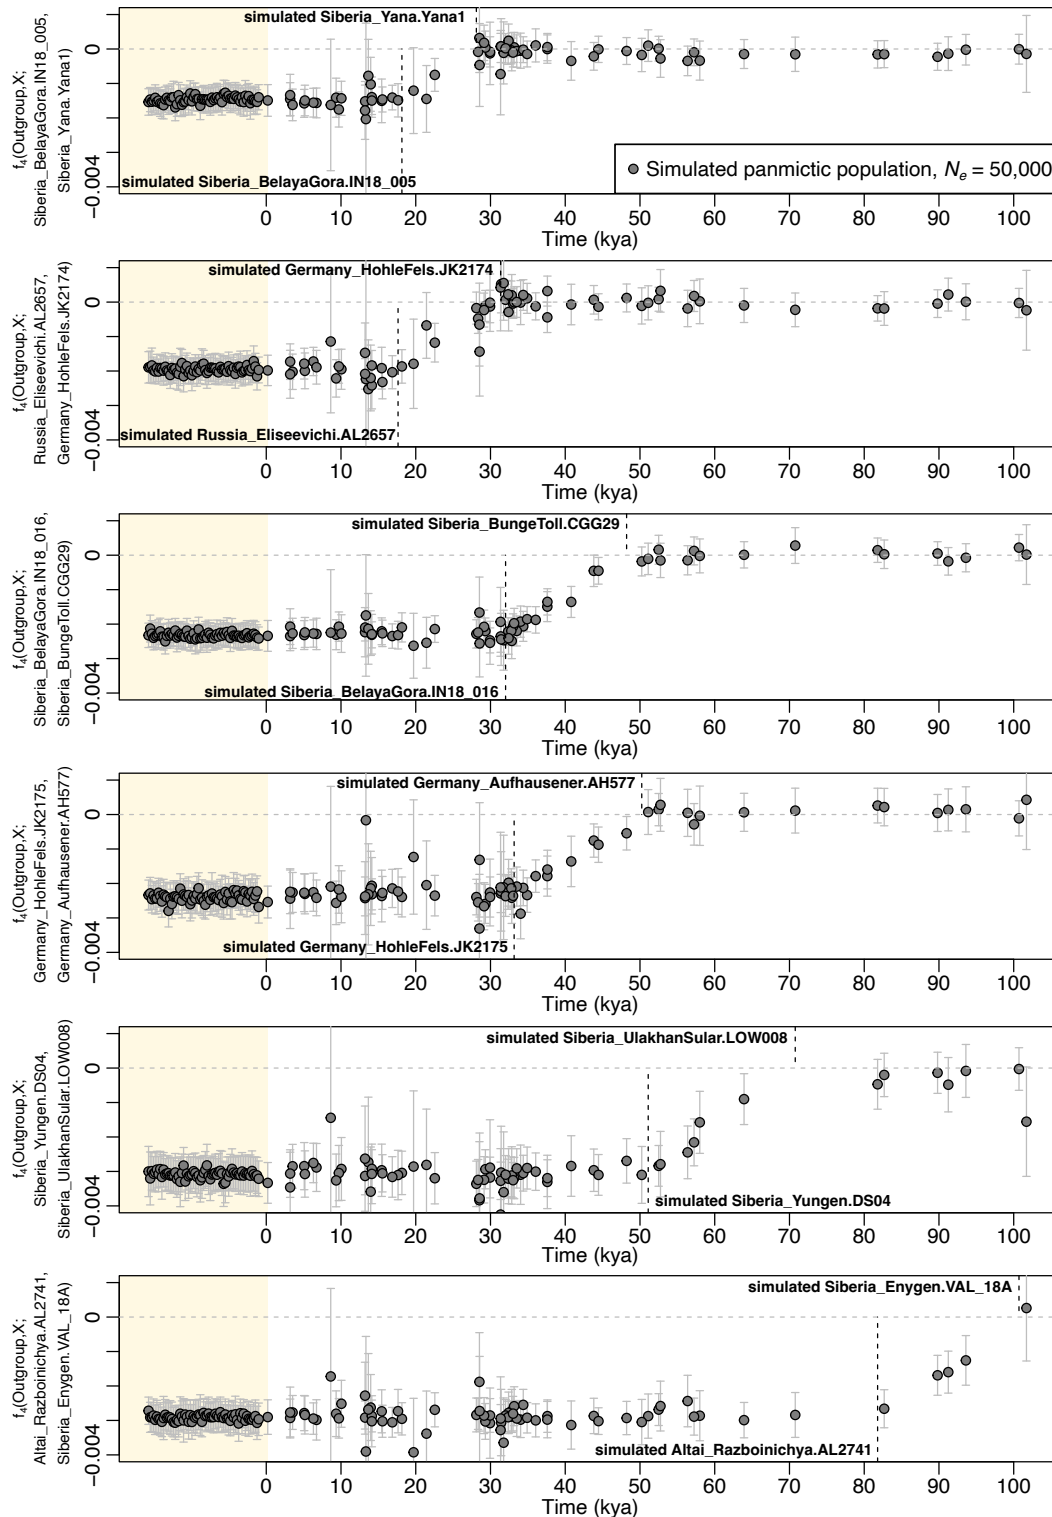 f4(Outgroup,X;
Siberia_BelayaGora.IN18_005,
Siberia_Yana.Yana1)
0
−0.004
simulated Siberia_Yana.Yana1
simulated Siberia_BelayaGora.IN18_005
Simulated panmictic population, Ne = 50,000
0 10 20 30 40 50 60 70 80 90 100
Time (kya)
f4(Outgroup,X;
Russia_Eliseevichi.AL2657,
Germany_HohleFels.JK2174)
0
−0.004
simulated Germany_HohleFels.JK2174
simulated Russia_Eliseevichi.AL2657
0 10 20 30 40 50 60 70 80 90 100
Time (kya)
f4(Outgroup,X;
Siberia_BelayaGora.IN18_016,
Siberia_BungeToll.CGG29)
0
−0.004
simulated Siberia_BungeToll.CGG29
simulated Siberia_BelayaGora.IN18_016
0 10 20 30 40 50 60 70 80 90 100
Time (kya)
f4(Outgroup,X;
Germany_HohleFels.JK2175,
Germany_Aufhausener.AH577)
0
−0.004
simulated Germany_Aufhausener.AH577
simulated Germany_HohleFels.JK2175
0 10 20 30 40 50 60 70 80 90 100
Time (kya)
f4(Outgroup,X;
Siberia_Yungen.DS04,
Siberia_UlakhanSular.LOW008)
0
−0.004
simulated Siberia_UlakhanSular.LOW008
simulated Siberia_Yungen.DS04
0 10 20 30 40 50 60 70 80 90 100
Time (kya)
f4(Outgroup,X;
Altai_Razboinichya.AL2741,
Siberia_Enygen.VAL_18A)
0
−0.004
simulated Siberia_Enygen.VAL_18A
simulated Altai_Razboinichya.AL2741
0 10 20 30 40 50 60 70 80 90 100
Time (kya)